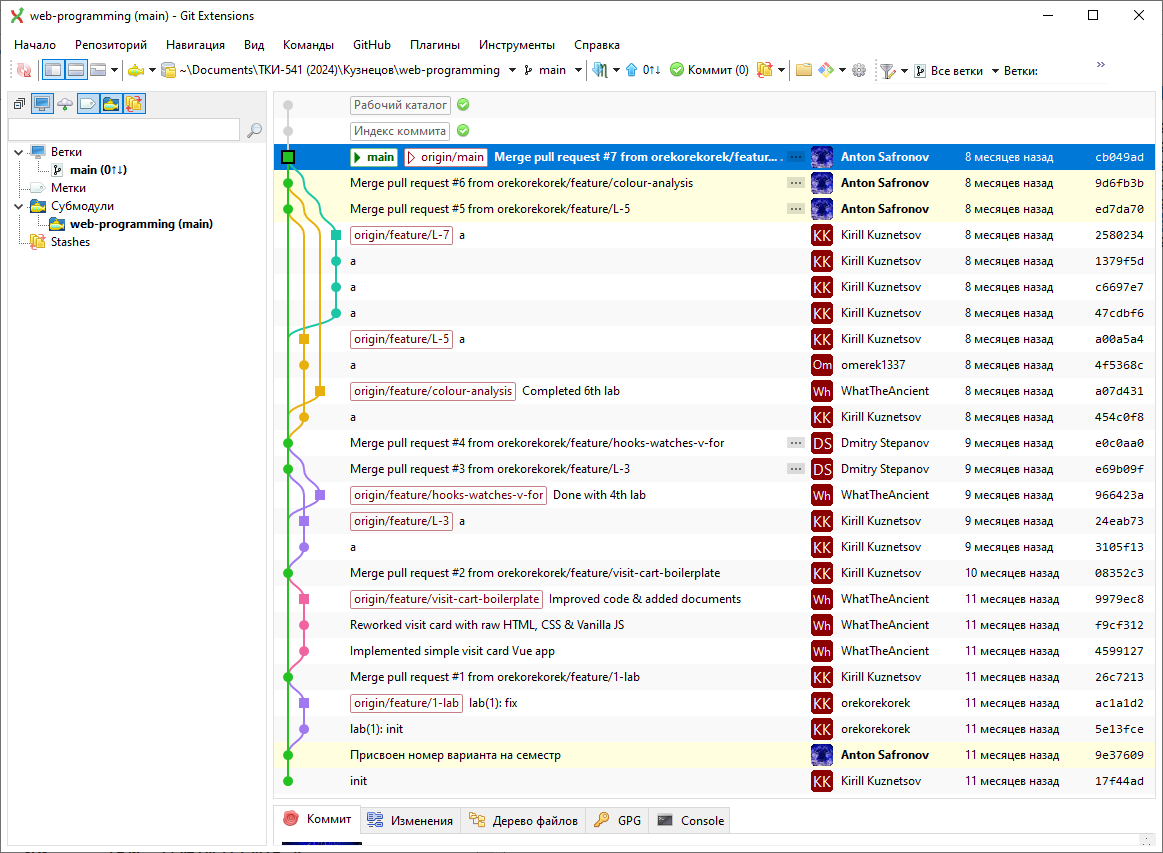 web-programming (main) - Git Extensions
Начало Репозиторий Навигация Вид Команды GitHub Плагины Инструменты Справка
~\Documents\ТКИ-541 (2024)\Кузнецов\web-programming main 0↑↓ Коммит (0) Все ветки Ветки: »
Ветки
main (0↑↓)
Метки
Субмодули
web-programming (main)
Stashes
Рабочий каталог
Индекс коммита
main origin/main Merge pull request #7 from orekorekorek/featur... Anton Safronov 8 месяцев назад cb049ad
Merge pull request #6 from orekorekorek/feature/colour-analysis Anton Safronov 8 месяцев назад 9d6fb3b
Merge pull request #5 from orekorekorek/feature/L-5 Anton Safronov 8 месяцев назад ed7da70
origin/feature/L-7 a KK Kirill Kuznetsov 8 месяцев назад 2580234
a KK Kirill Kuznetsov 8 месяцев назад 1379f5d
a KK Kirill Kuznetsov 8 месяцев назад c6697e7
a KK Kirill Kuznetsov 8 месяцев назад 47cdbf6
origin/feature/L-5 a KK Kirill Kuznetsov 8 месяцев назад a00a5a4
a Om omerek1337 8 месяцев назад 4f5368c
origin/feature/colour-analysis Completed 6th lab Wh WhatTheAncient 8 месяцев назад a07d431
a KK Kirill Kuznetsov 8 месяцев назад 454c0f8
Merge pull request #4 from orekorekorek/feature/hooks-watches-v-for DS Dmitry Stepanov 9 месяцев назад e0c0aa0
Merge pull request #3 from orekorekorek/feature/L-3 DS Dmitry Stepanov 9 месяцев назад e69b09f
origin/feature/hooks-watches-v-for Done with 4th lab Wh WhatTheAncient 9 месяцев назад 966423a
origin/feature/L-3 a KK Kirill Kuznetsov 9 месяцев назад 24eab73
a KK Kirill Kuznetsov 9 месяцев назад 3105f13
Merge pull request #2 from orekorekorek/feature/visit-cart-boilerplate KK Kirill Kuznetsov 10 месяцев назад 08352c3
origin/feature/visit-cart-boilerplate Improved code & added documents Wh WhatTheAncient 11 месяцев назад 9979ec8
Reworked visit card with raw HTML, CSS & Vanilla JS Wh WhatTheAncient 11 месяцев назад f9cf312
Implemented simple visit card Vue app Wh WhatTheAncient 11 месяцев назад 4599127
Merge pull request #1 from orekorekorek/feature/1-lab KK Kirill Kuznetsov 11 месяцев назад 26c7213
origin/feature/1-lab lab(1): fix KK orekorekorek 11 месяцев назад ac1a1d2
lab(1): init KK orekorekorek 11 месяцев назад 5e13fce
Присвоен номер варианта на семестр Anton Safronov 11 месяцев назад 9e37609
init KK Kirill Kuznetsov 11 месяцев назад 17f44ad
Коммит Изменения Дерево файлов GPG Console